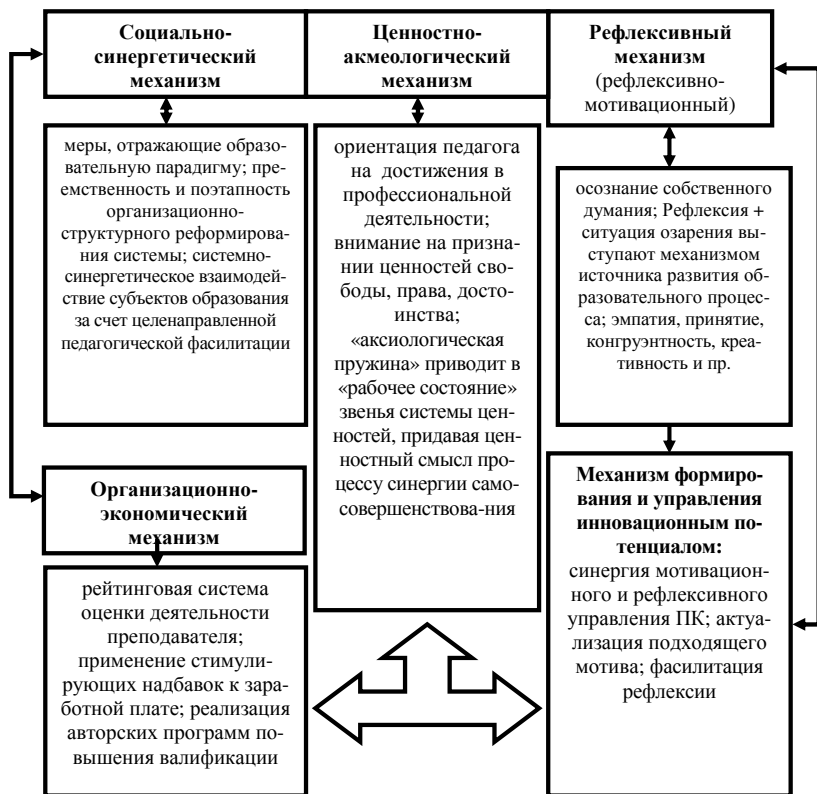 Социально-
синергетический
механизм
Ценностно-
акмеологический
механизм
Рефлексивный
механизм
(рефлексивно-
мотивационный)
меры, отражающие образо-
вательную парадигму; пре-
емственность и поэтапность
организационно-
структурного реформирова-
ния системы; системно-
синергетическое взаимодей-
ствие субъектов образования
за счет целенаправленной
педагогической фасилитации
ориентация педагога
на достижения в
профессиональной
деятельности;
внимание на призна-
нии ценностей сво-
боды, права, досто-
инства;
«аксиологическая
пружина» приводит в
«рабочее состояние»
звенья системы цен-
ностей, придавая цен-
ностный смысл про-
цессу синергии само-
совершенствова-ния
осознание собственного
думания; Рефлексия +
ситуация озарения вы-
ступают механизмом
источника развития об-
разовательного процес-
са; эмпатия, принятие,
конгруэнтность, креа-
тивность и пр.
Организационно-
экономический
механизм
рейтинговая система
оценки деятельности
преподавателя;
применение стимули-
рующих надбавок к зара-
ботной плате; реализация
авторских программ по-
вышения валификации
Механизм формиро-
вания и управления
инновационным по-
тенциалом:
синергия мотивацион-
ного и рефлексивного
управления ПК; актуа-
лизация подходящего
мотива; фасилитация
рефлексии